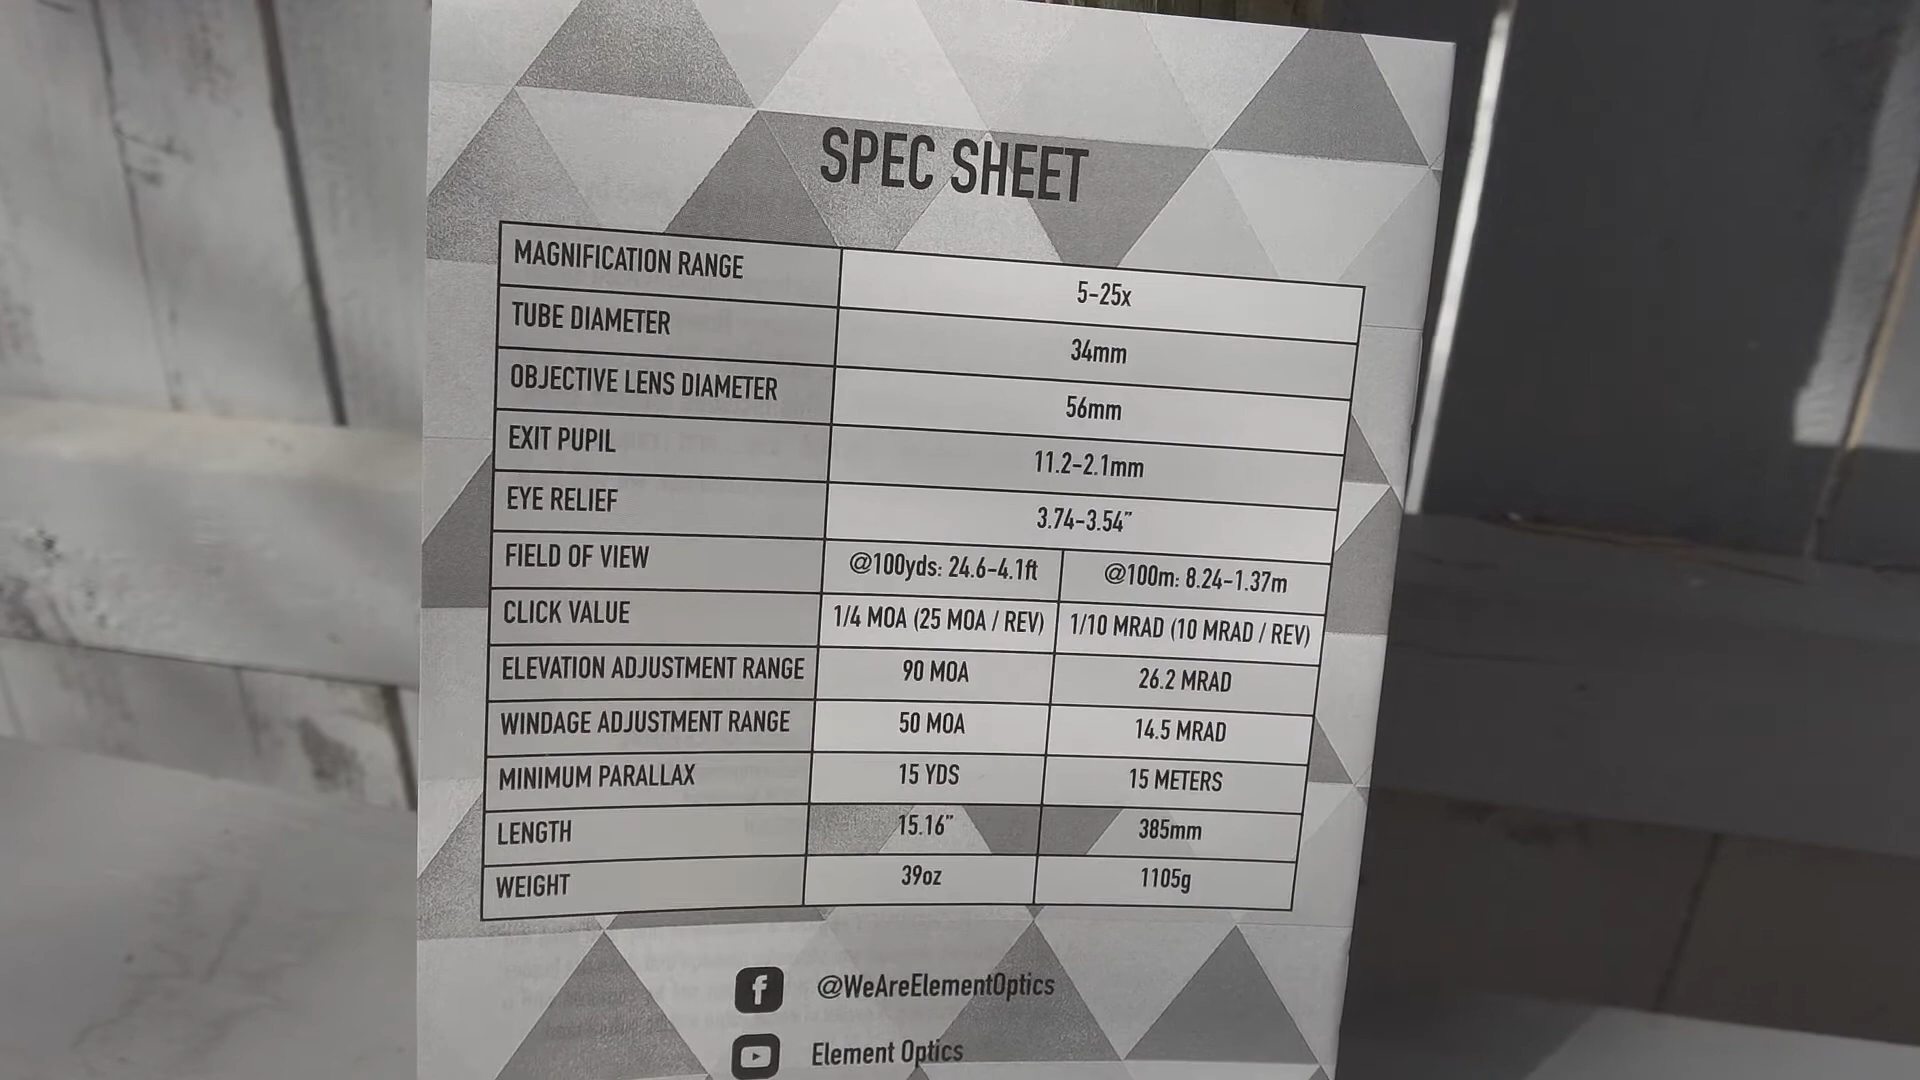 SPEC SHEET
MAGNIFICATION RANGE 5-25x
TUBE DIAMETER 34mm
OBJECTIVE LENS DIAMETER 56mm
EXIT PUPIL 11.2-2.1mm
EYE RELIEF 3.74-3.54"
FIELD OF VIEW @100yds: 24.6-4.1ft @100m: 8.24-1.37m
CLICK VALUE 1/4 MOA (25 MOA / REV) 1/10 MRAD (10 MRAD / REV)
ELEVATION ADJUSTMENT RANGE 90 MOA 26.2 MRAD
WINDAGE ADJUSTMENT RANGE 50 MOA 14.5 MRAD
MINIMUM PARALLAX 15 YDS 15 METERS
LENGTH 15.16" 385mm
WEIGHT 39oz 1105g
@WeAreElementOptics
Element Optics